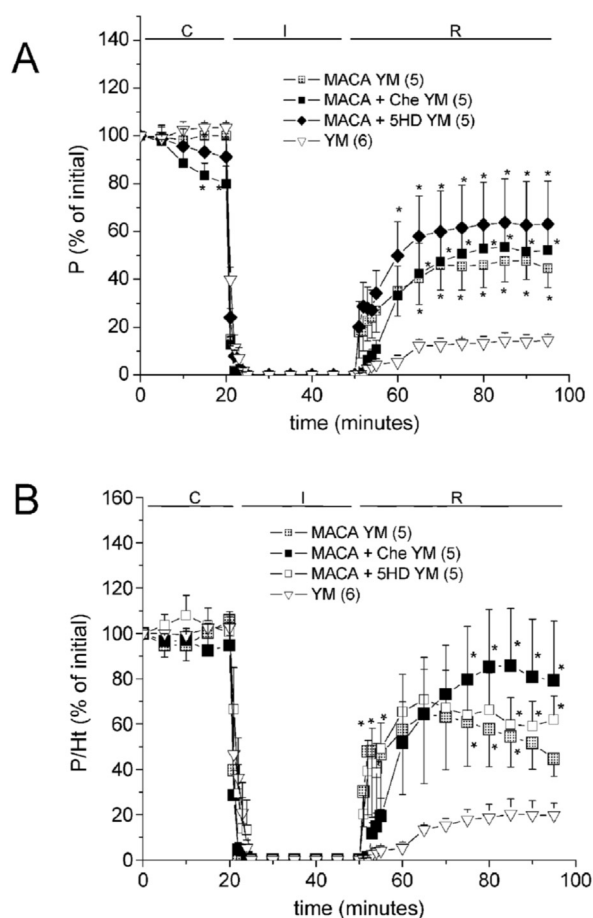 A
C I R
MACA YM (5)
MACA + Che YM (5)
MACA + 5HD YM (5)
YM (6)
P (% of initial)
140
120
100
80
60
40
20
0
* *
* * * * * * * *
* * * * * * *
* * * * * * *
0 20 40 60 80 100
time (minutes)
B
C I R
MACA YM (5)
MACA + Che YM (5)
MACA + 5HD YM (5)
YM (6)
P/Ht (% of initial)
160
140
120
100
80
60
40
20
0
* * *
* * * * *
* * *
* * *
0 20 40 60 80 100
time (minutes)